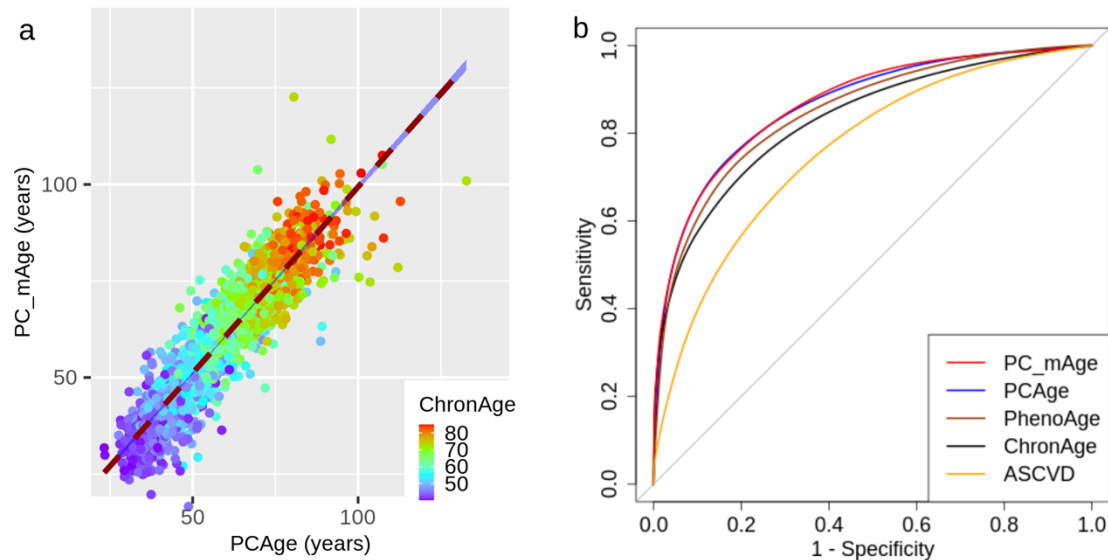 a
PC_mAge (years)
100
50
50
100
PCAge (years)
ChronAge
80
70
60
50
b
Sensitivity
1.0
0.8
0.6
0.4
0.2
0.0
0.0
0.2
0.4
0.6
0.8
1.0
1 - Specificity
PC_mAge
PCAge
PhenoAge
ChronAge
ASCVD